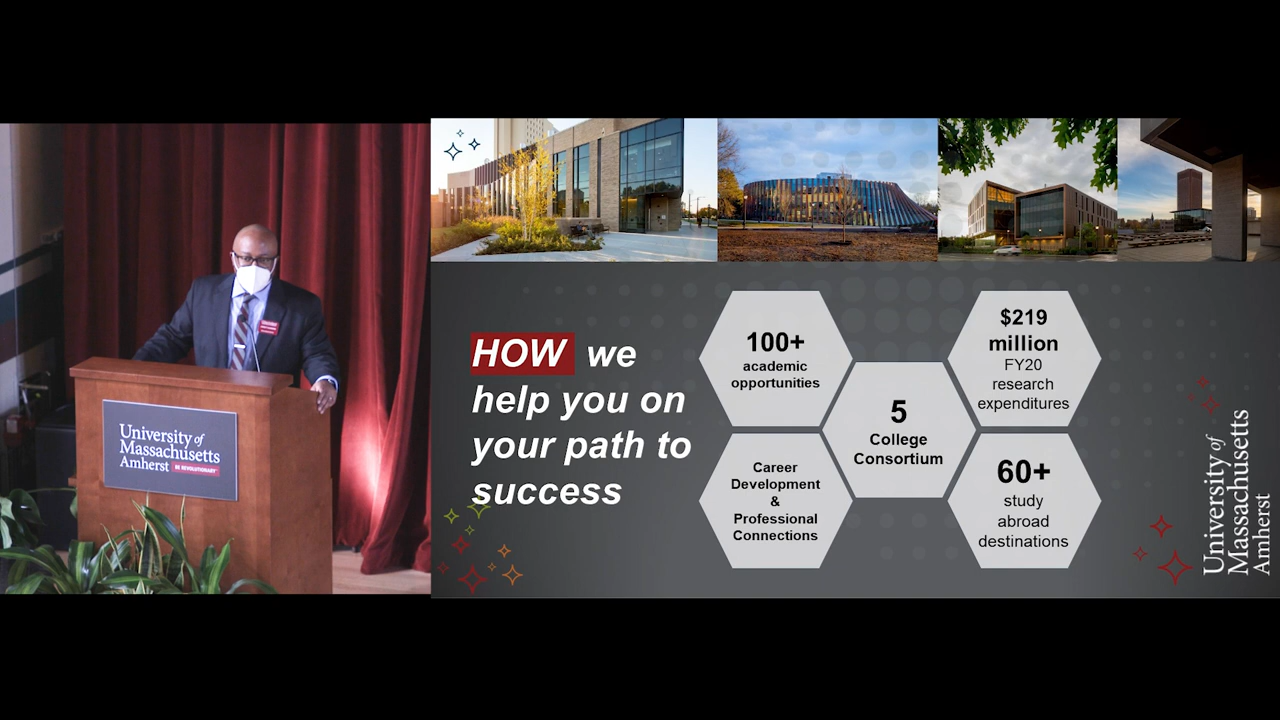 University of
Massachusetts
Amherst BE REVOLUTIONARY
HOW we
help you on
your path to
success
100+
academic
opportunities
$219
million
FY20
research
expenditures
5
College
Consortium
Career
Development
&
Professional
Connections
60+
study
abroad
destinations
University of
Massachusetts
Amherst